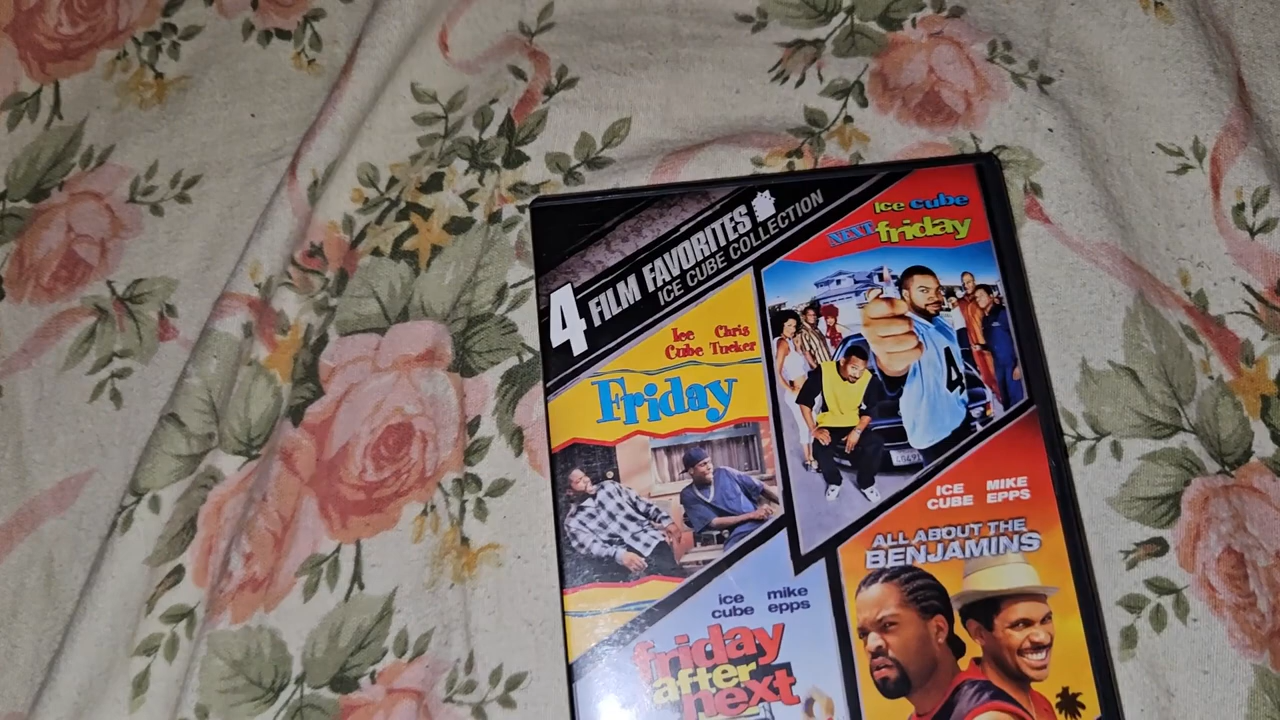 4 FILM FAVORITES
ICE CUBE COLLECTION
Ice Cube
NEXT friday
4
Ice Chris
Cube Tucker
Friday
ICE MIKE
CUBE EPPS
ALL ABOUT THE
BENJAMINS
ice mike
cube epps
friday
after
next